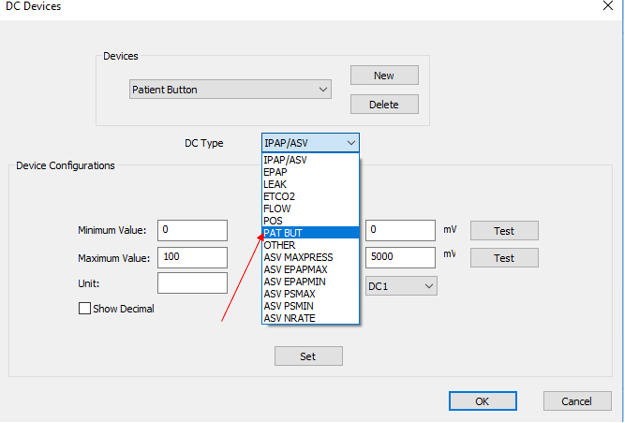 DC Devices
Devices
Patient Button
New
Delete
DC Type
IPAP/ASV
IPAP/ASV
EPAP
LEAK
ETCO2
FLOW
POS
PAT BUT
OTHER
ASV MAXPRESS
ASV EPAPMAX
ASV EPAPMIN
ASV PSMAX
ASV PSMIN
ASV NRATE
Device Configurations
Minimum Value: 0 0 mV Test
Maximum Value: 100 5000 mV Test
Unit: DC1
Show Decimal
Set
OK Cancel